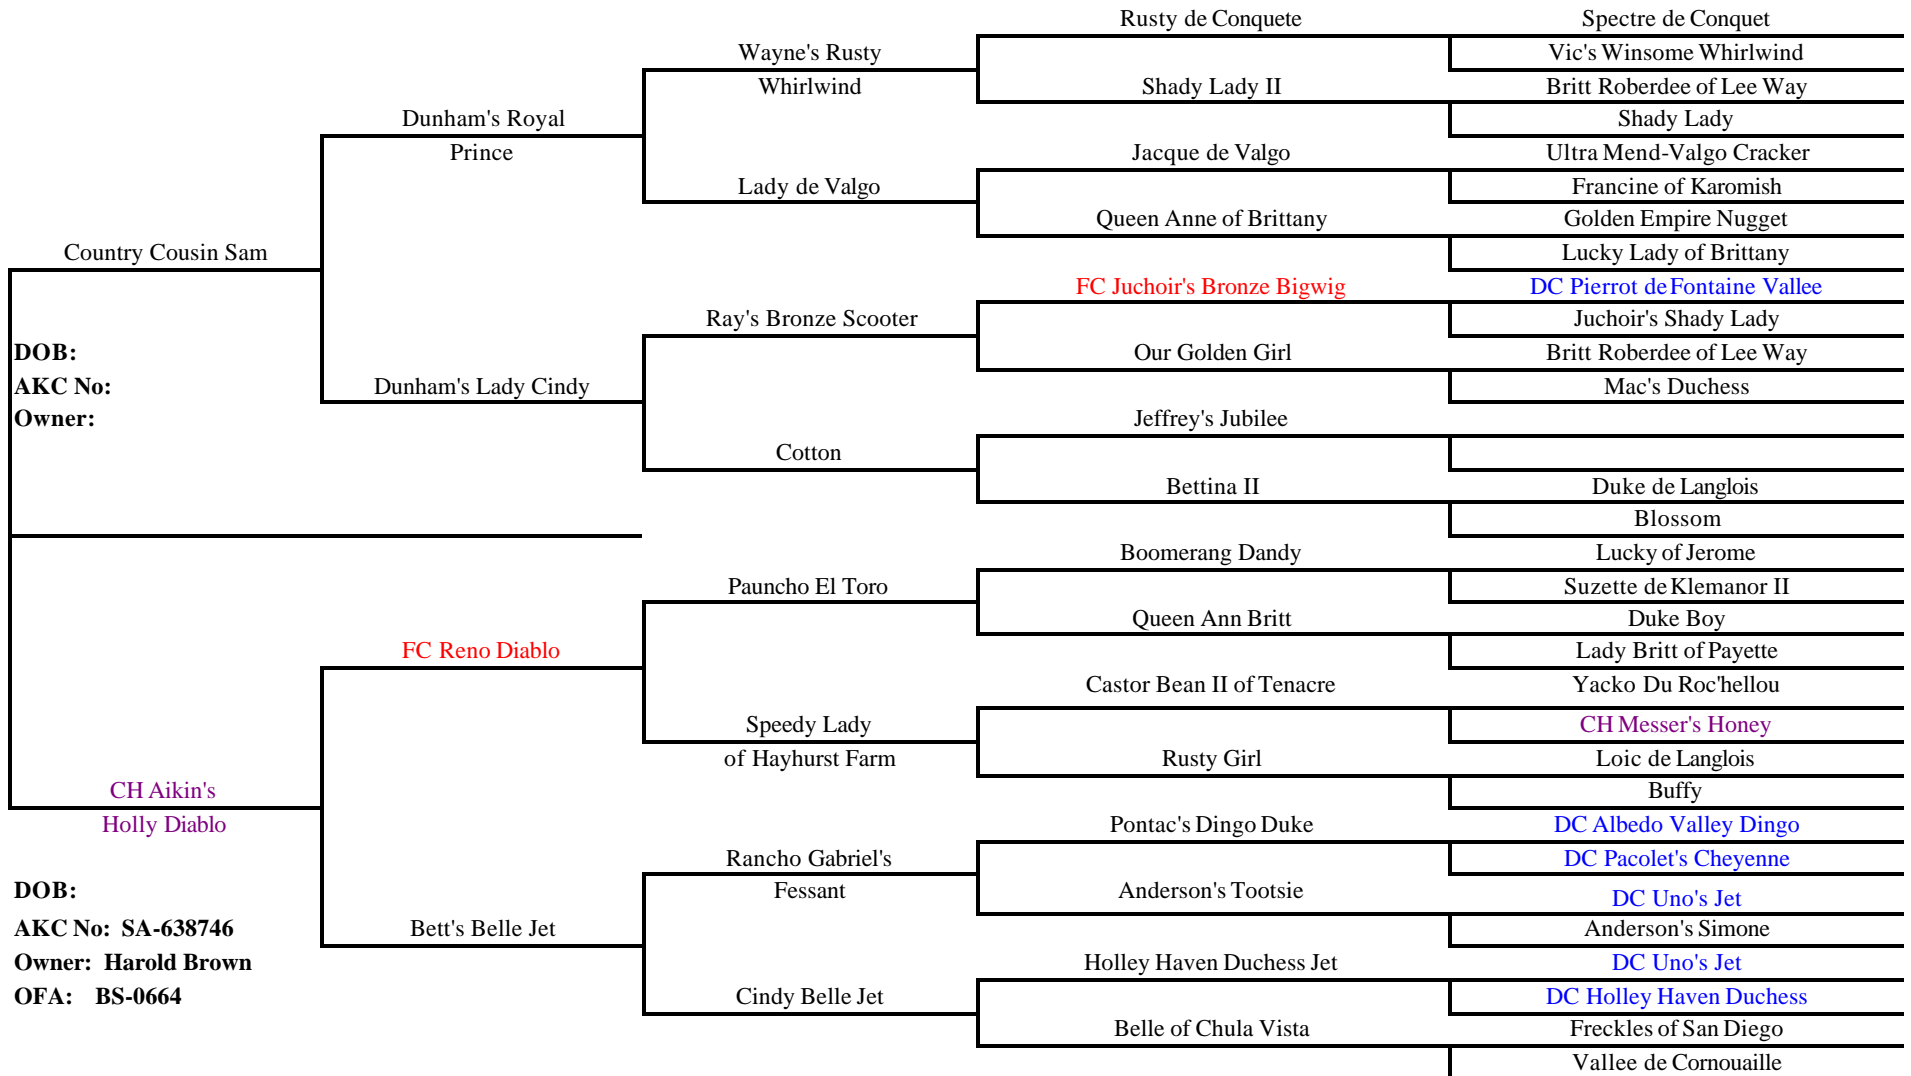 Rusty de Conquete
Spectre de Conquet
Wayne's Rusty
Vic's Winsome Whirlwind
Whirlwind
Shady Lady II
Britt Roberdee of Lee Way
Dunham's Royal
Shady Lady
Prince
Jacque de Valgo
Ultra Mend-Valgo Cracker
Lady de Valgo
Francine of Karomish
Queen Anne of Brittany
Golden Empire Nugget
Country Cousin Sam
Lucky Lady of Brittany
FC Juchoir's Bronze Bigwig
DC Pierrot de Fontaine Vallee
Ray's Bronze Scooter
Juchoir's Shady Lady
DOB:
Our Golden Girl
Britt Roberdee of Lee Way
AKC No:
Dunham's Lady Cindy
Mac's Duchess
Owner:
Jeffrey's Jubilee
Cotton
Bettina II
Duke de Langlois
Blossom
Boomerang Dandy
Lucky of Jerome
Pauncho El Toro
Suzette de Klemanor II
Queen Ann Britt
Duke Boy
FC Reno Diablo
Lady Britt of Payette
Castor Bean II of Tenacre
Yacko Du Roc'hellou
Speedy Lady
CH Messer's Honey
of Hayhurst Farm
Rusty Girl
Loic de Langlois
CH Aikin's
Buffy
Holly Diablo
Pontac's Dingo Duke
DC Albedo Valley Dingo
Rancho Gabriel's
DC Pacolet's Cheyenne
DOB:
Fessant
Anderson's Tootsie
DC Uno's Jet
AKC No: SA-638746
Bett's Belle Jet
Anderson's Simone
Owner: Harold Brown
Holley Haven Duchess Jet
DC Uno's Jet
OFA: BS-0664
Cindy Belle Jet
DC Holley Haven Duchess
Belle of Chula Vista
Freckles of San Diego
Vallee de Cornouaille